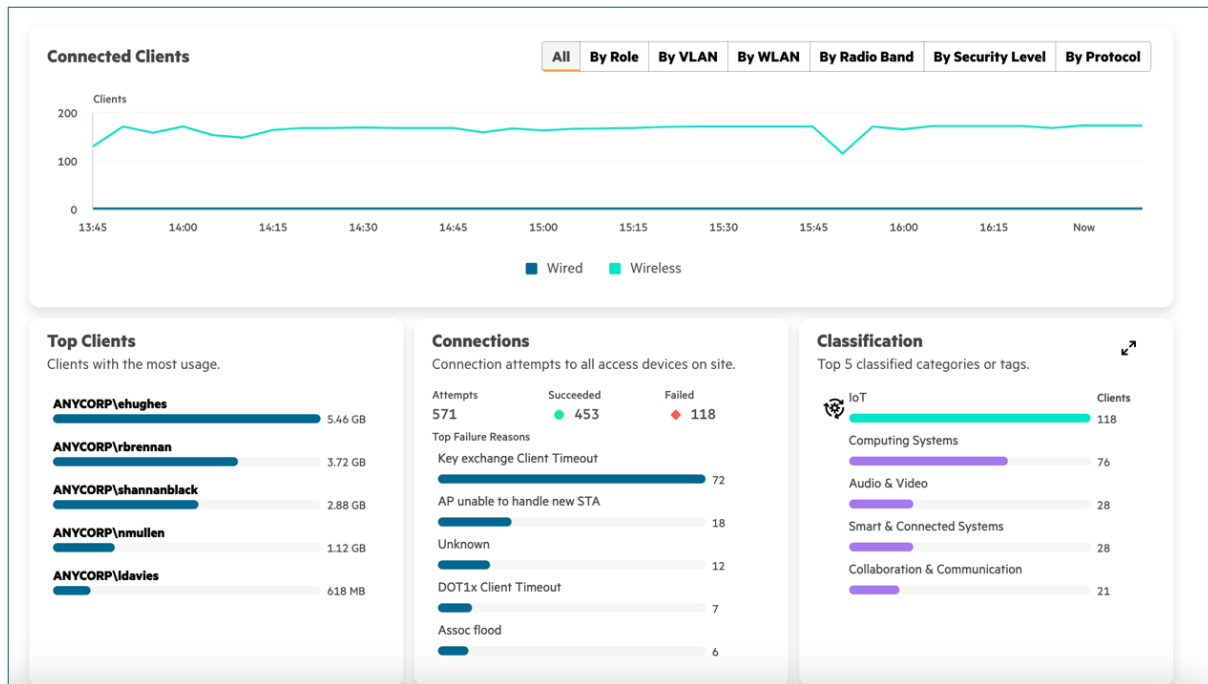 Connected Clients
All By Role By VLAN By WLAN By Radio Band By Security Level By Protocol
Clients
200
100
0
13:45 14:00 14:15 14:30 14:45 15:00 15:15 15:30 15:45 16:00 16:15 Now
Wired Wireless
Top Clients
Clients with the most usage.
ANYCORP\ehughes
5.46 GB
ANYCORP\rbrennan
3.72 GB
ANYCORP\shannanblack
2.88 GB
ANYCORP\nmullen
1.12 GB
ANYCORP\ldavies
618 MB
Connections
Connection attempts to all access devices on site.
Attempts Succeeded Failed
571 453 118
Top Failure Reasons
Key exchange Client Timeout
72
AP unable to handle new STA
18
Unknown
12
DOT1x Client Timeout
7
Assoc flood
6
Classification
Top 5 classified categories or tags.
IoT Clients
118
Computing Systems
76
Audio & Video
28
Smart & Connected Systems
28
Collaboration & Communication
21